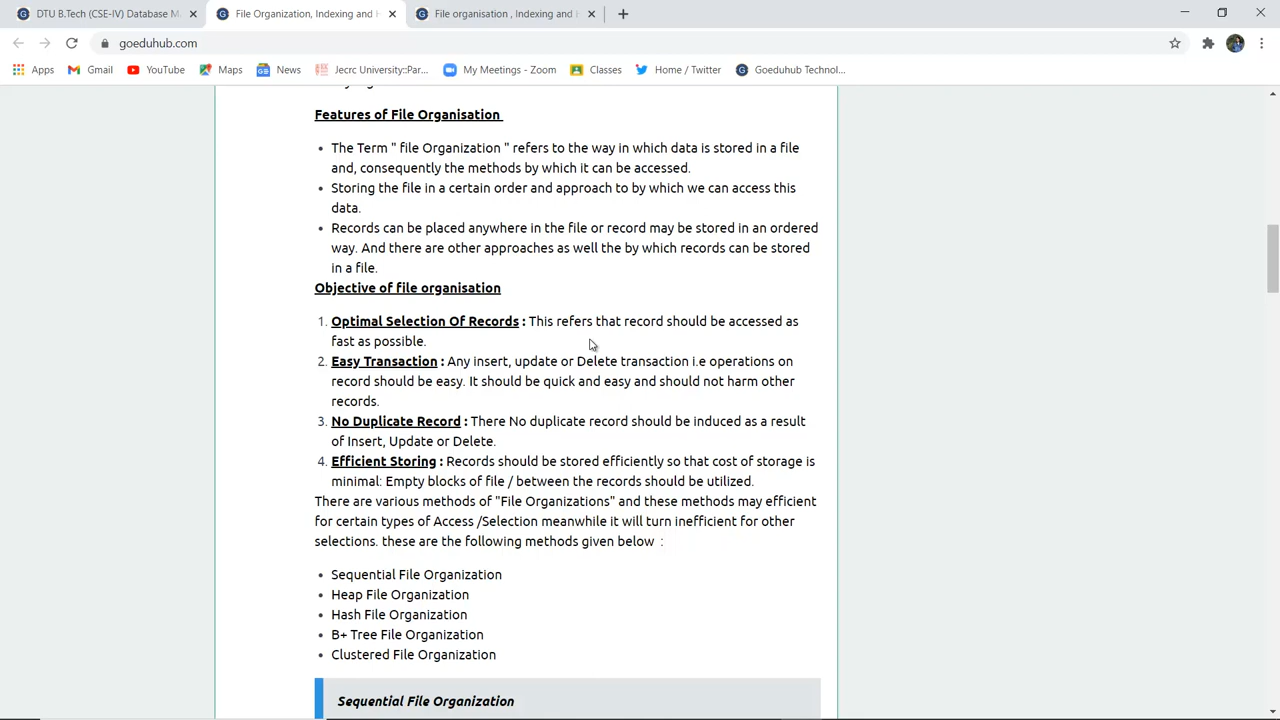 DTU B.Tech (CSE-IV) Database M
File Organization, Indexing and H
File organisation , Indexing and H
goeduhub.com
Apps
Gmail
YouTube
Maps
News
Jecrc University::Par...
My Meetings - Zoom
Classes
Home / Twitter
Goeduhub Technol...
Features of File Organisation
• The Term " file Organization " refers to the way in which data is stored in a file
and, consequently the methods by which it can be accessed.
• Storing the file in a certain order and approach to by which we can access this
data.
• Records can be placed anywhere in the file or record may be stored in an ordered
way. And there are other approaches as well the by which records can be stored
in a file.
Objective of file organisation
1. Optimal Selection Of Records : This refers that record should be accessed as
fast as possible.
2. Easy Transaction : Any insert, update or Delete transaction i.e operations on
record should be easy. It should be quick and easy and should not harm other
records.
3. No Duplicate Record : There No duplicate record should be induced as a result
of Insert, Update or Delete.
4. Efficient Storing : Records should be stored efficiently so that cost of storage is
minimal: Empty blocks of file / between the records should be utilized.
There are various methods of "File Organizations" and these methods may efficient
for certain types of Access /Selection meanwhile it will turn inefficient for other
selections. these are the following methods given below :
• Sequential File Organization
• Heap File Organization
• Hash File Organization
• B+ Tree File Organization
• Clustered File Organization
Sequential File Organization